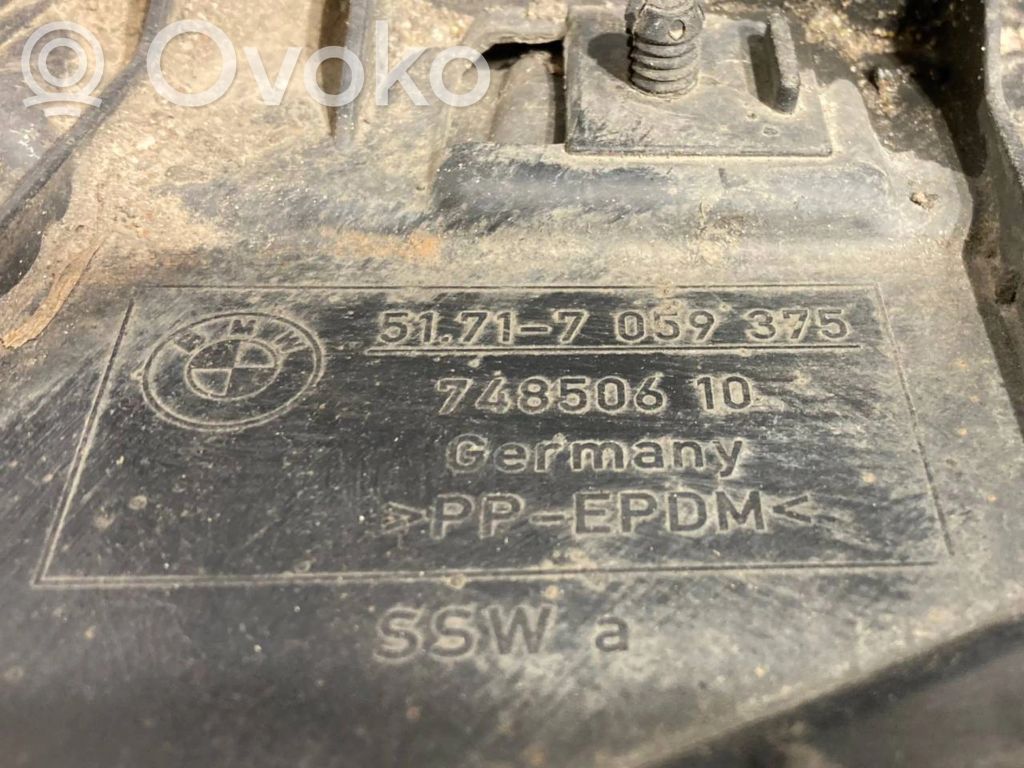 Ovoko
BMW
51.71-7 059 375
748506 10
Germany
>PP-EPDM<
SSW a